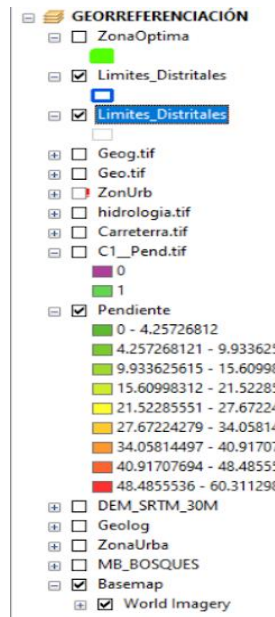 GEORREFERENCIACIÓN
ZonaOptima
Limites_Distritales
Limites_Distritales
Geog.tif
Geo.tif
ZonUrb
hidrologia.tif
Carreterra.tif
C1__Pend.tif
0
1
Pendiente
0 - 4.25726812
4.257268121 - 9.933625
9.933625615 - 15.60998
15.60998312 - 21.52285
21.52285551 - 27.67224
27.67224279 - 34.05814
34.05814497 - 40.91707
40.91707694 - 48.48555
48.4855536 - 60.311298
DEM_SRTM_30M
Geolog
ZonaUrba
MB_BOSQUES
Basemap
World Imagery